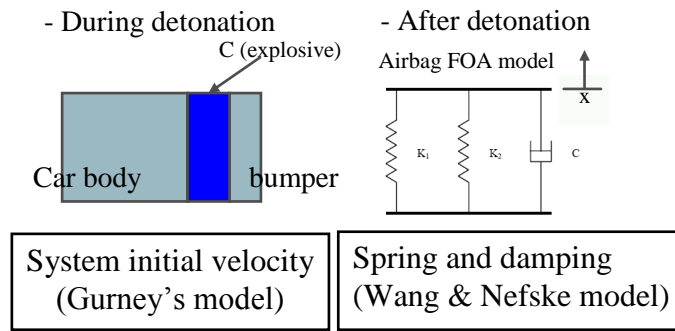 - During detonation
C (explosive)
Car body
bumper
System initial velocity
(Gurney's model)
- After detonation
Airbag FOA model
x
K₁
K₂
C
Spring and damping
(Wang & Nefske model)